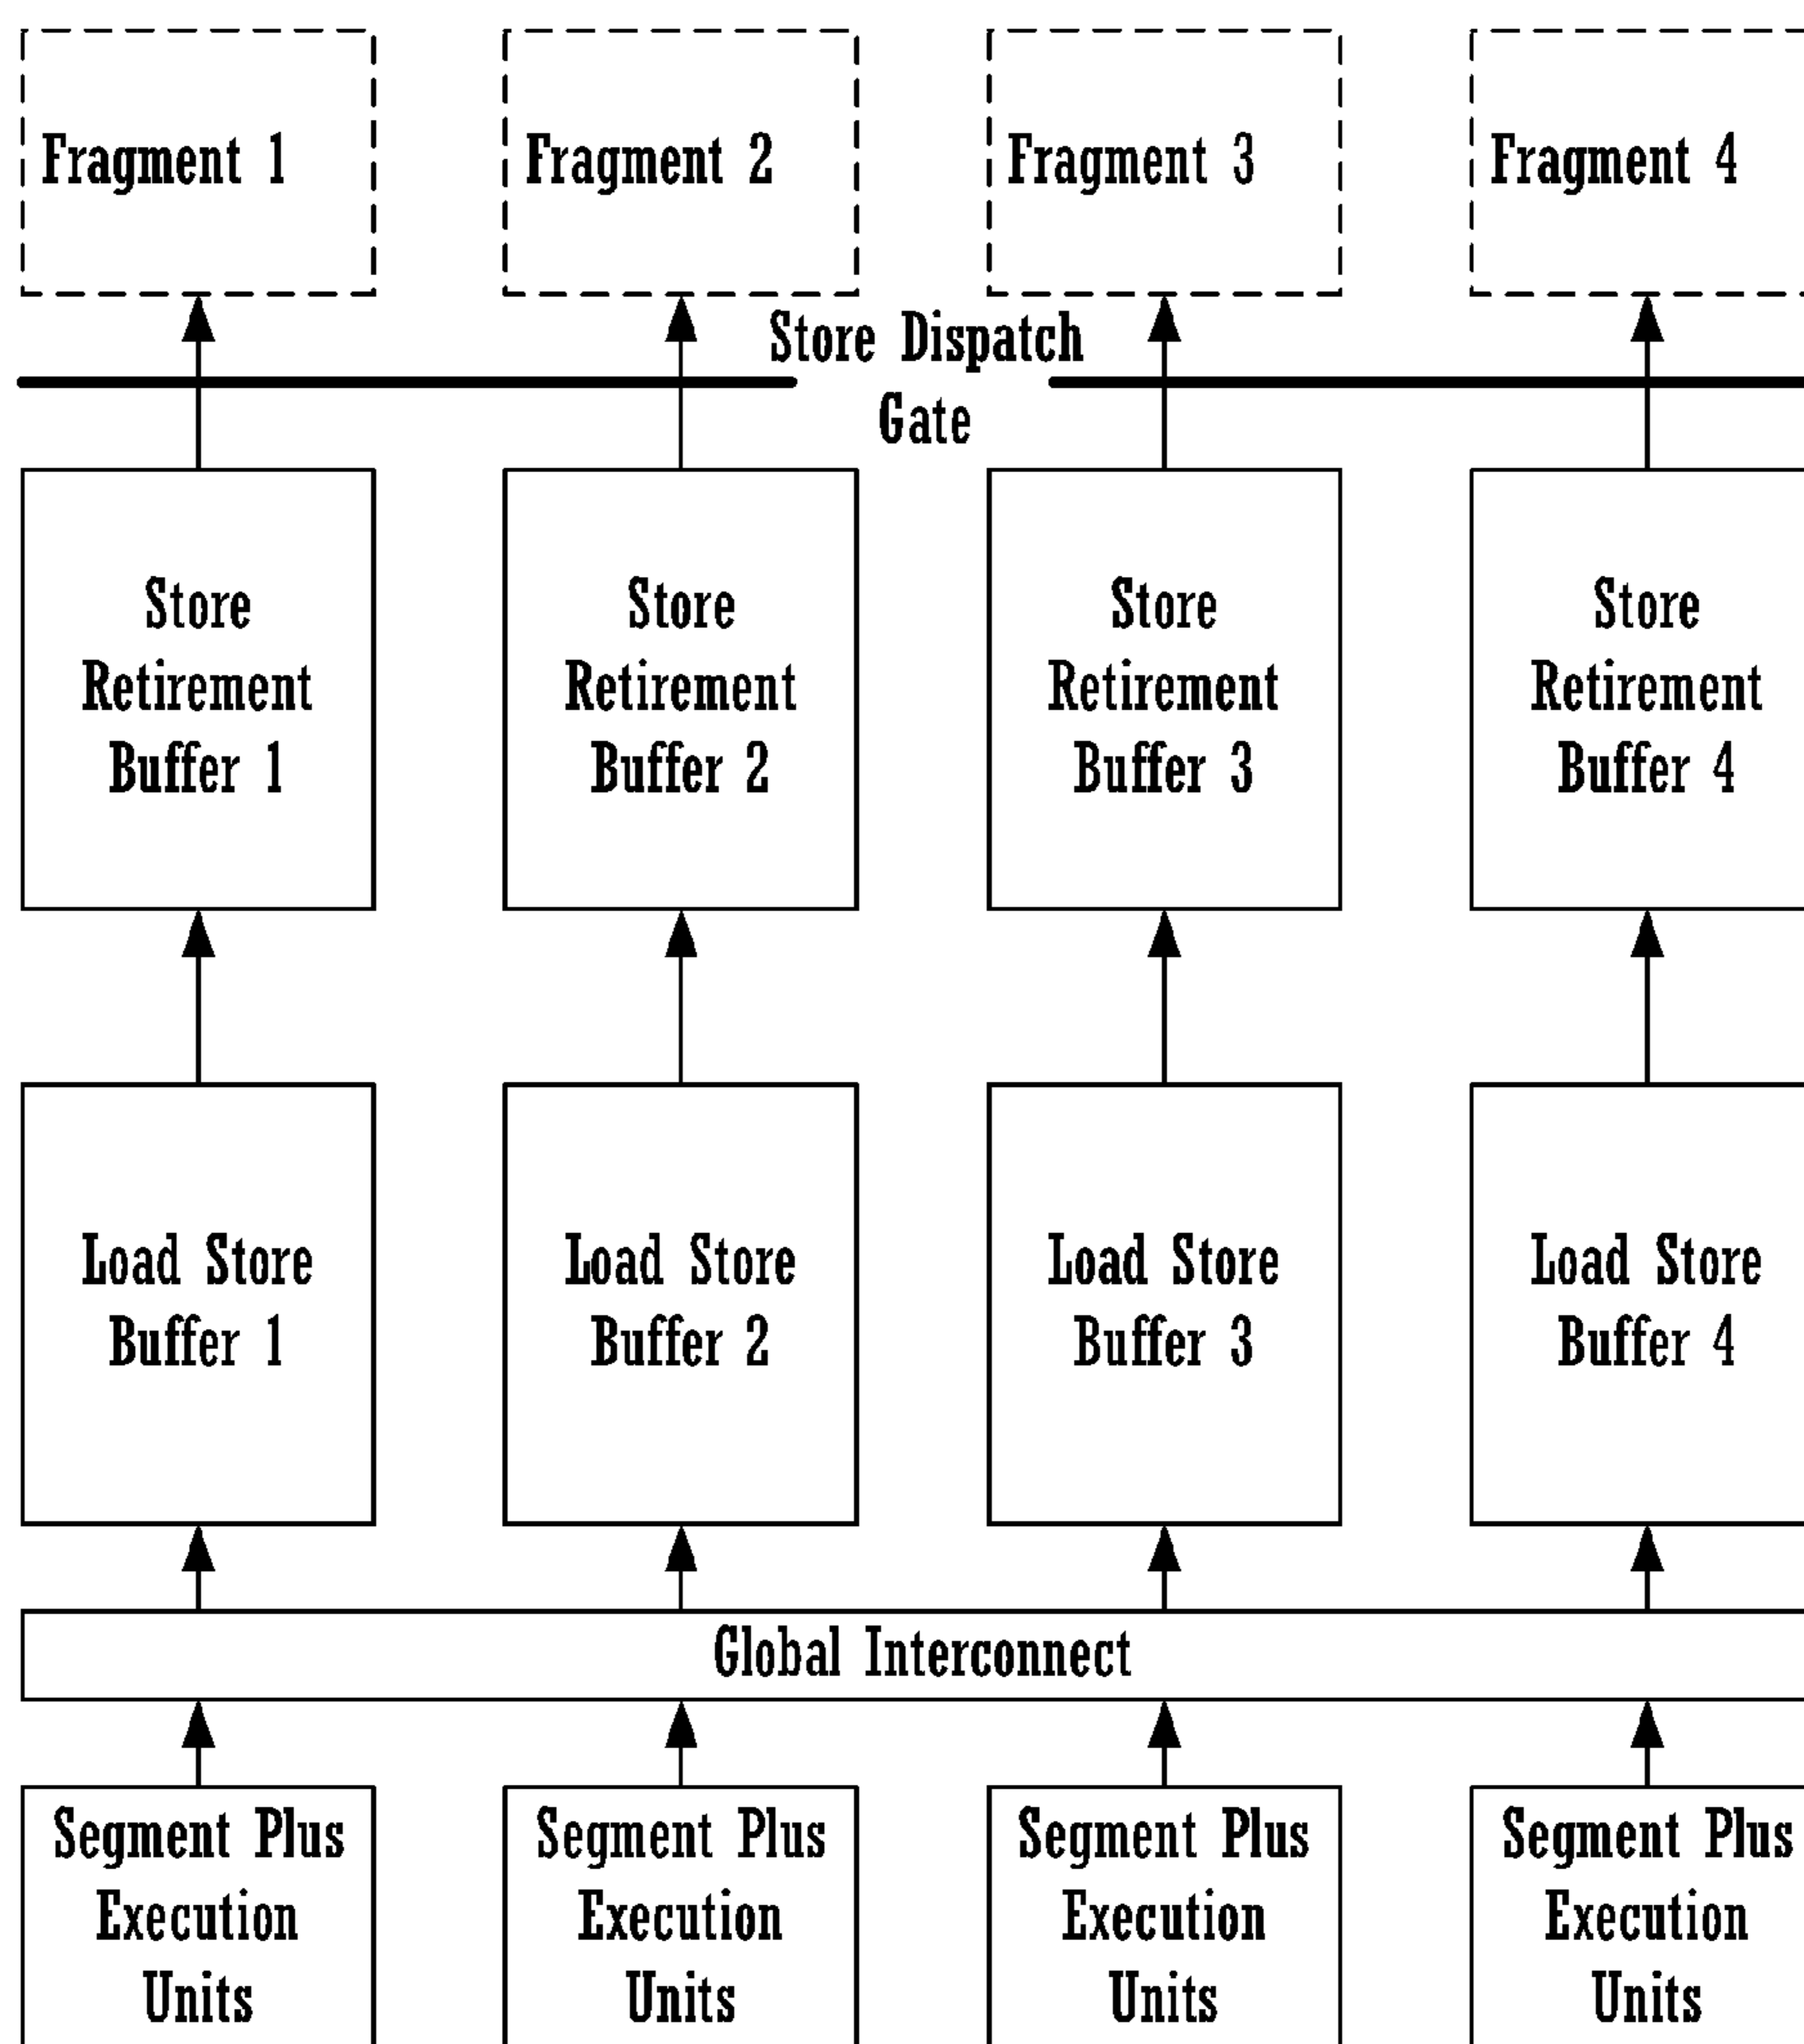 Fragment 1
Fragment 2
Fragment 3
Fragment 4
Store Dispatch
Gate
Store
Retirement
Buffer 1
Store
Retirement
Buffer 2
Store
Retirement
Buffer 3
Store
Retirement
Buffer 4
Load Store
Buffer 1
Load Store
Buffer 2
Load Store
Buffer 3
Load Store
Buffer 4
Global Interconnect
Segment Plus
Execution
Units
Segment Plus
Execution
Units
Segment Plus
Execution
Units
Segment Plus
Execution
Units